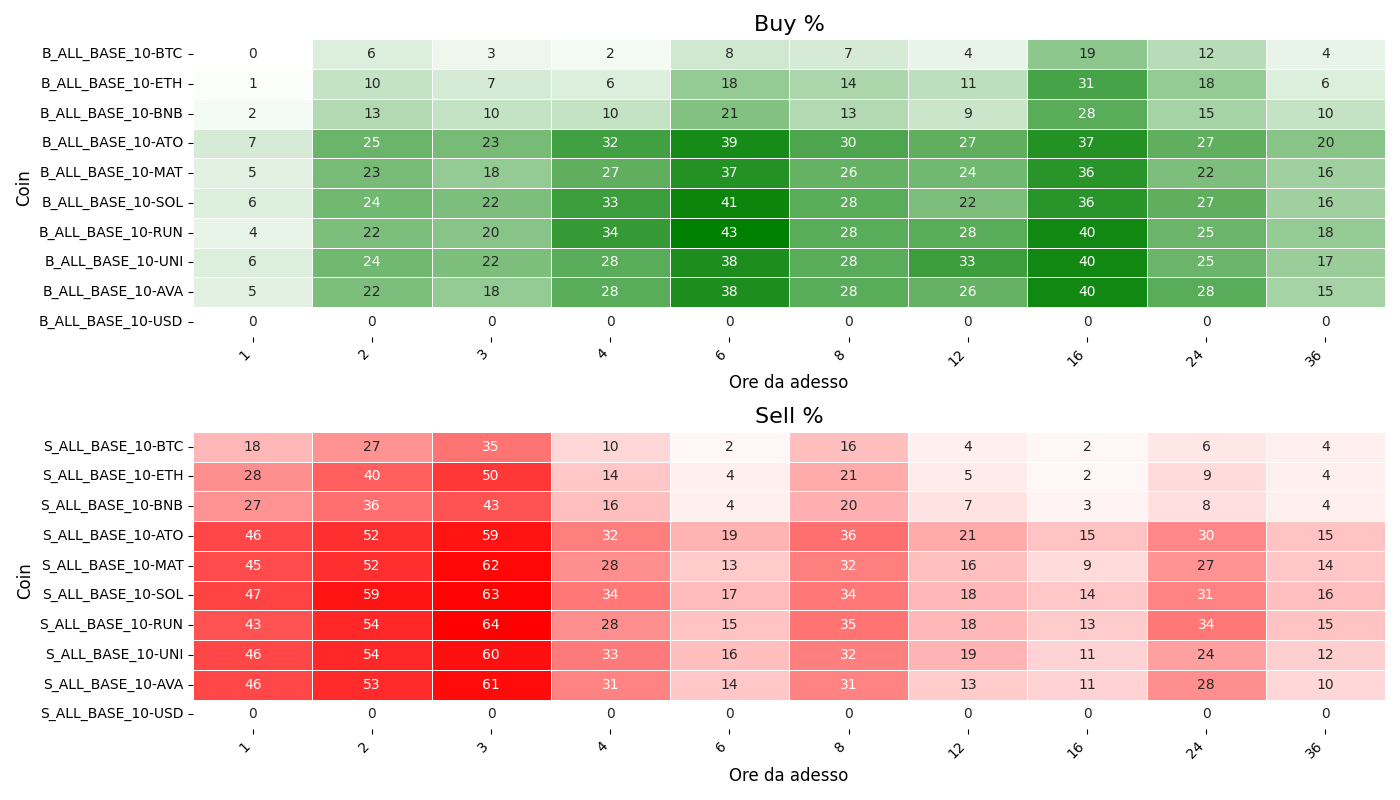 Buy %
Coin
B_ALL_BASE_10-BTC 0 6 3 2 8 7 4 19 12 4
B_ALL_BASE_10-ETH 1 10 7 6 18 14 11 31 18 6
B_ALL_BASE_10-BNB 2 13 10 10 21 13 9 28 15 10
B_ALL_BASE_10-ATO 7 25 23 32 39 30 27 37 27 20
B_ALL_BASE_10-MAT 5 23 18 27 37 26 24 36 22 16
B_ALL_BASE_10-SOL 6 24 22 33 41 28 22 36 27 16
B_ALL_BASE_10-RUN 4 22 20 34 43 28 28 40 25 18
B_ALL_BASE_10-UNI 6 24 22 28 38 28 33 40 25 17
B_ALL_BASE_10-AVA 5 22 18 28 38 28 26 40 28 15
B_ALL_BASE_10-USD 0 0 0 0 0 0 0 0 0 0
1 2 3 4 6 8 12 16 24 36
Ore da adesso
Sell %
Coin
S_ALL_BASE_10-BTC 18 27 35 10 2 16 4 2 6 4
S_ALL_BASE_10-ETH 28 40 50 14 4 21 5 2 9 4
S_ALL_BASE_10-BNB 27 36 43 16 4 20 7 3 8 4
S_ALL_BASE_10-ATO 46 52 59 32 19 36 21 15 30 15
S_ALL_BASE_10-MAT 45 52 62 28 13 32 16 9 27 14
S_ALL_BASE_10-SOL 47 59 63 34 17 34 18 14 31 16
S_ALL_BASE_10-RUN 43 54 64 28 15 35 18 13 34 15
S_ALL_BASE_10-UNI 46 54 60 33 16 32 19 11 24 12
S_ALL_BASE_10-AVA 46 53 61 31 14 31 13 11 28 10
S_ALL_BASE_10-USD 0 0 0 0 0 0 0 0 0 0
1 2 3 4 6 8 12 16 24 36
Ore da adesso